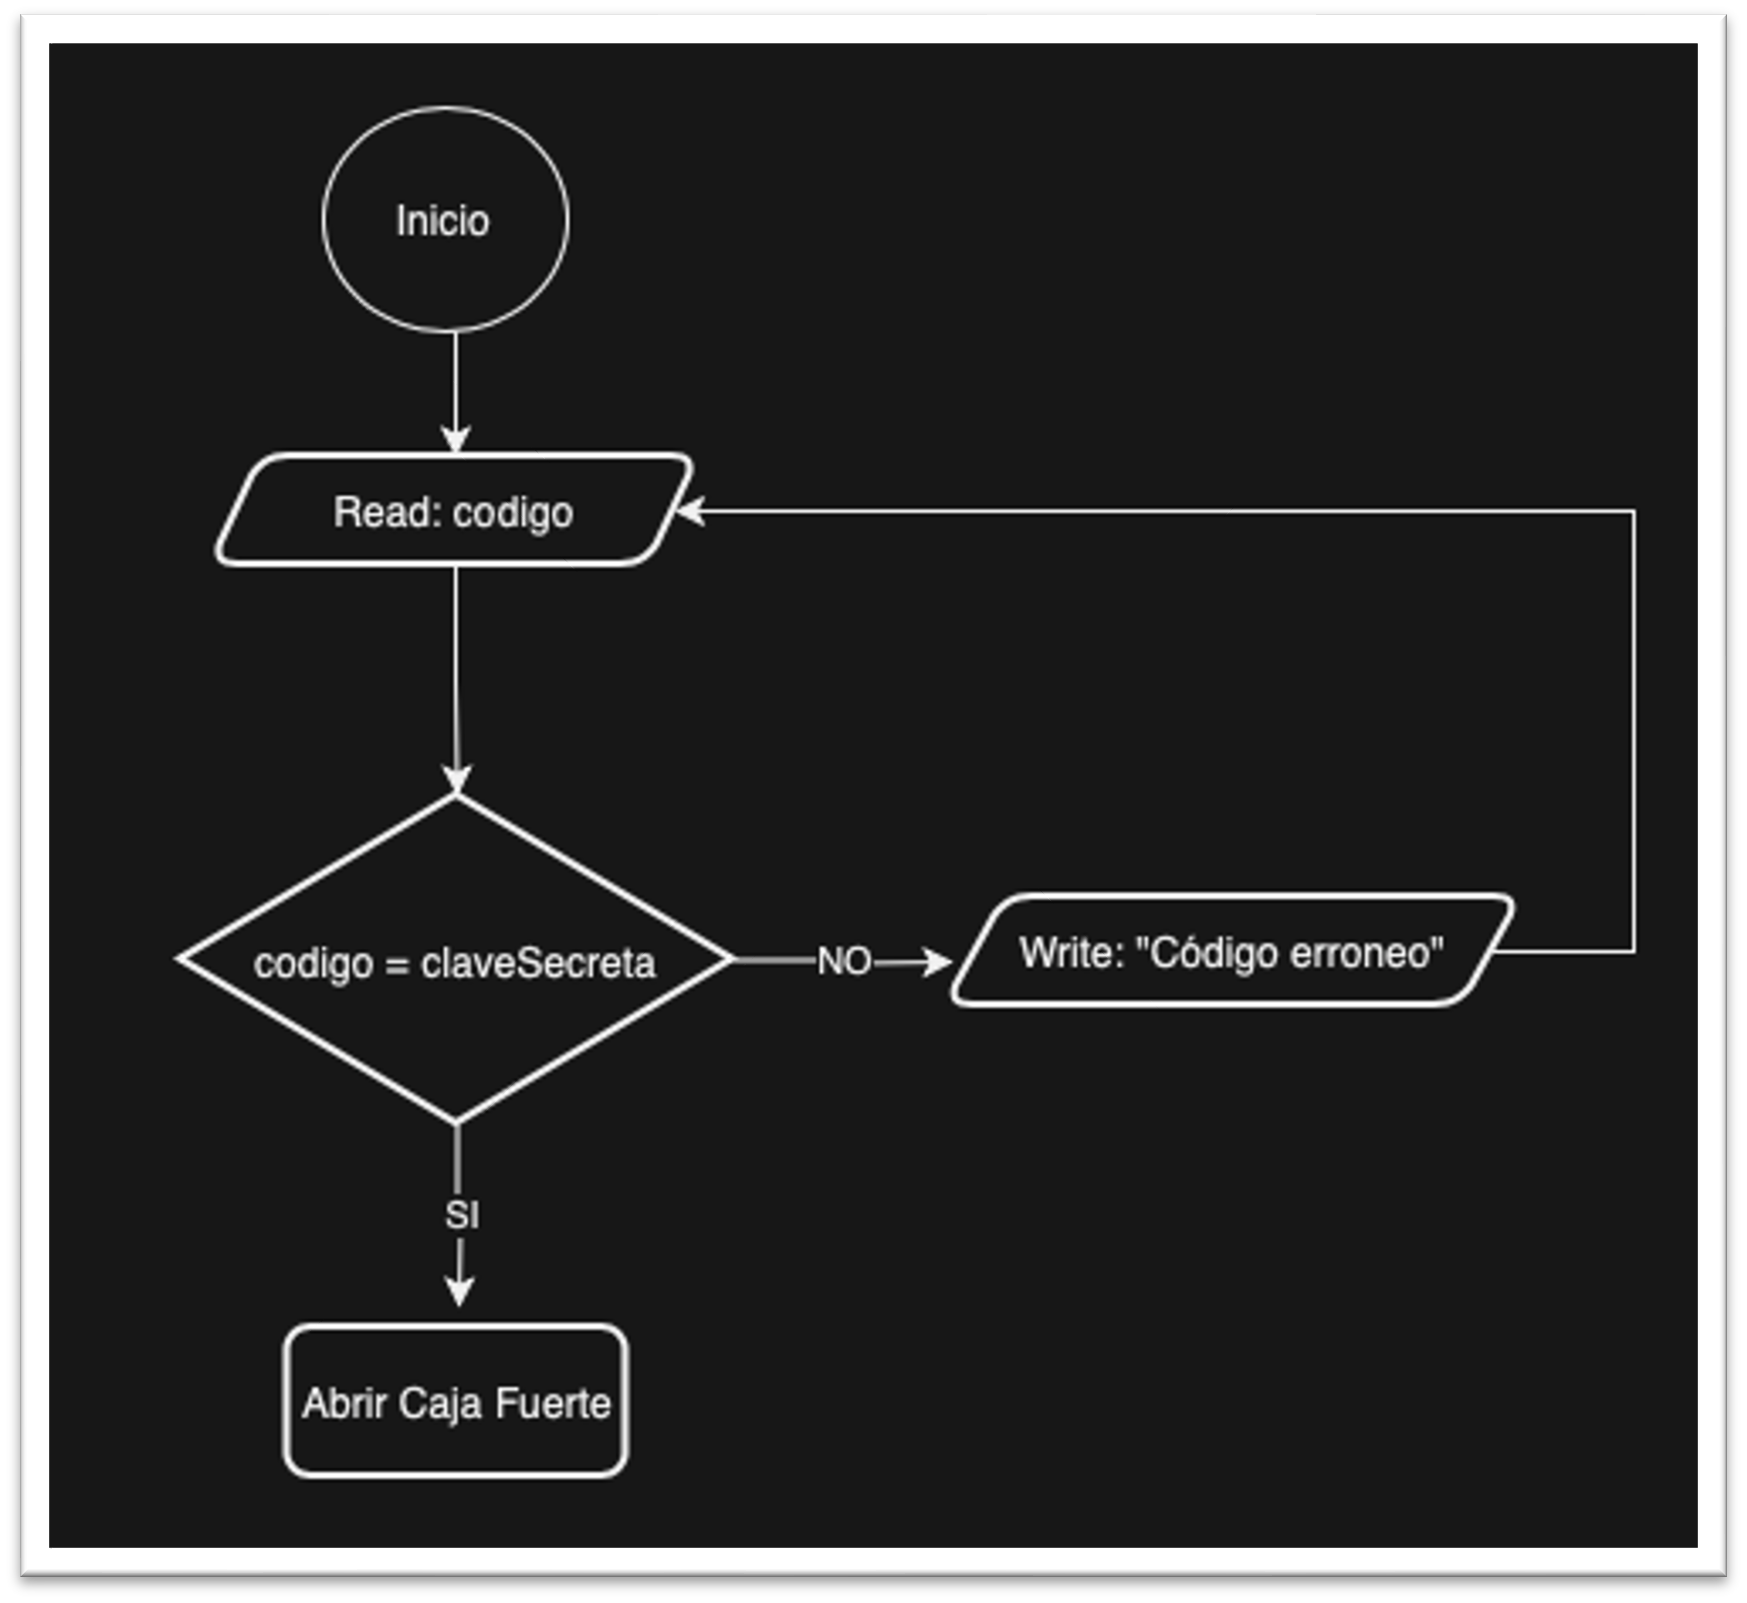 Inicio
Read: codigo
codigo = claveSecreta
NO
Write: "Código erroneo"
SI
Abrir Caja Fuerte